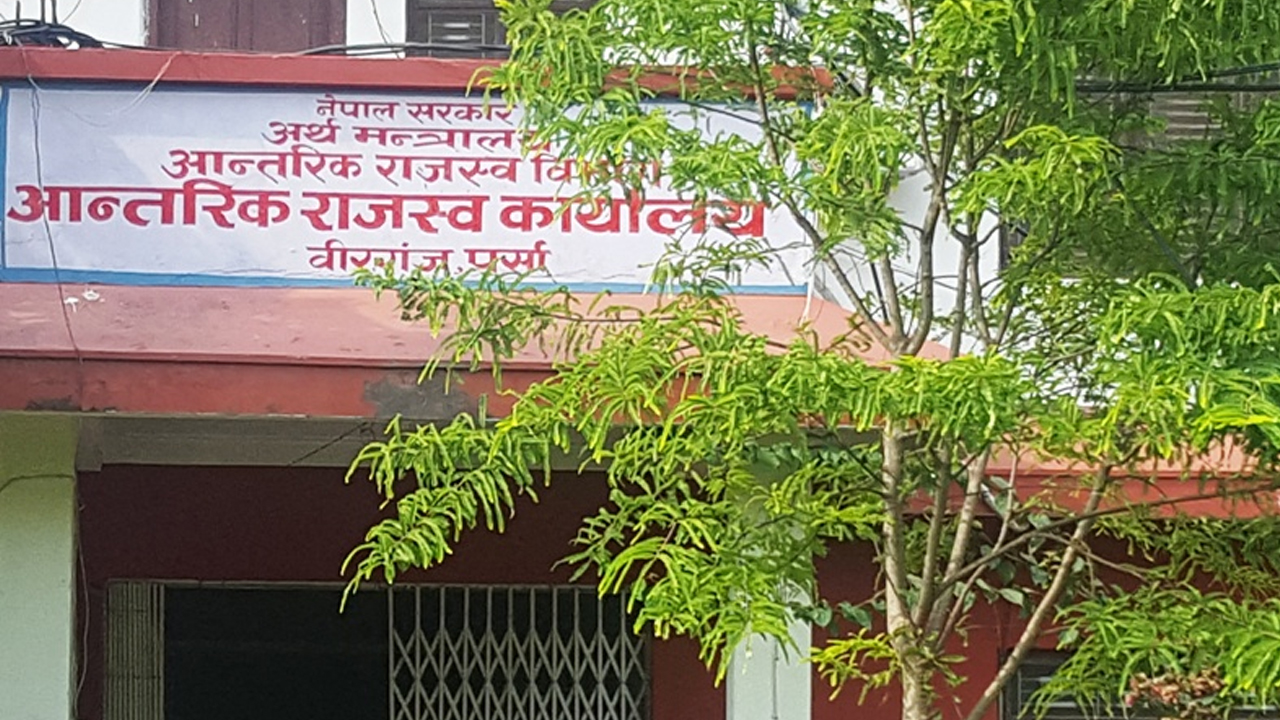 नेपाल सरकार
अर्थ मन्त्रालय
आन्तरिक राजस्व विभाग
आन्तरिक राजस्व कार्यालय
वीरगंज, पर्सा